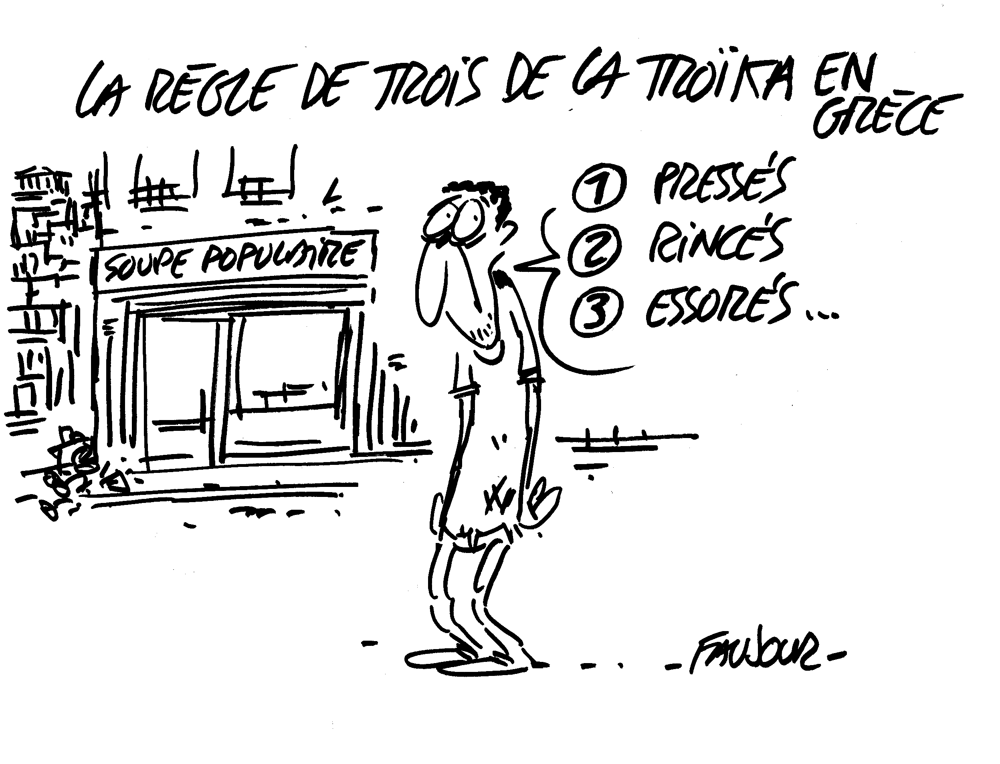 LA RÈGLE DE TROIS DE LA TROÏKA EN
GRÈCE
① PRESSÉS
② RINCÉS
③ ESSORÉS...
SOUPE POPULAIRE
- FAUJOUR -